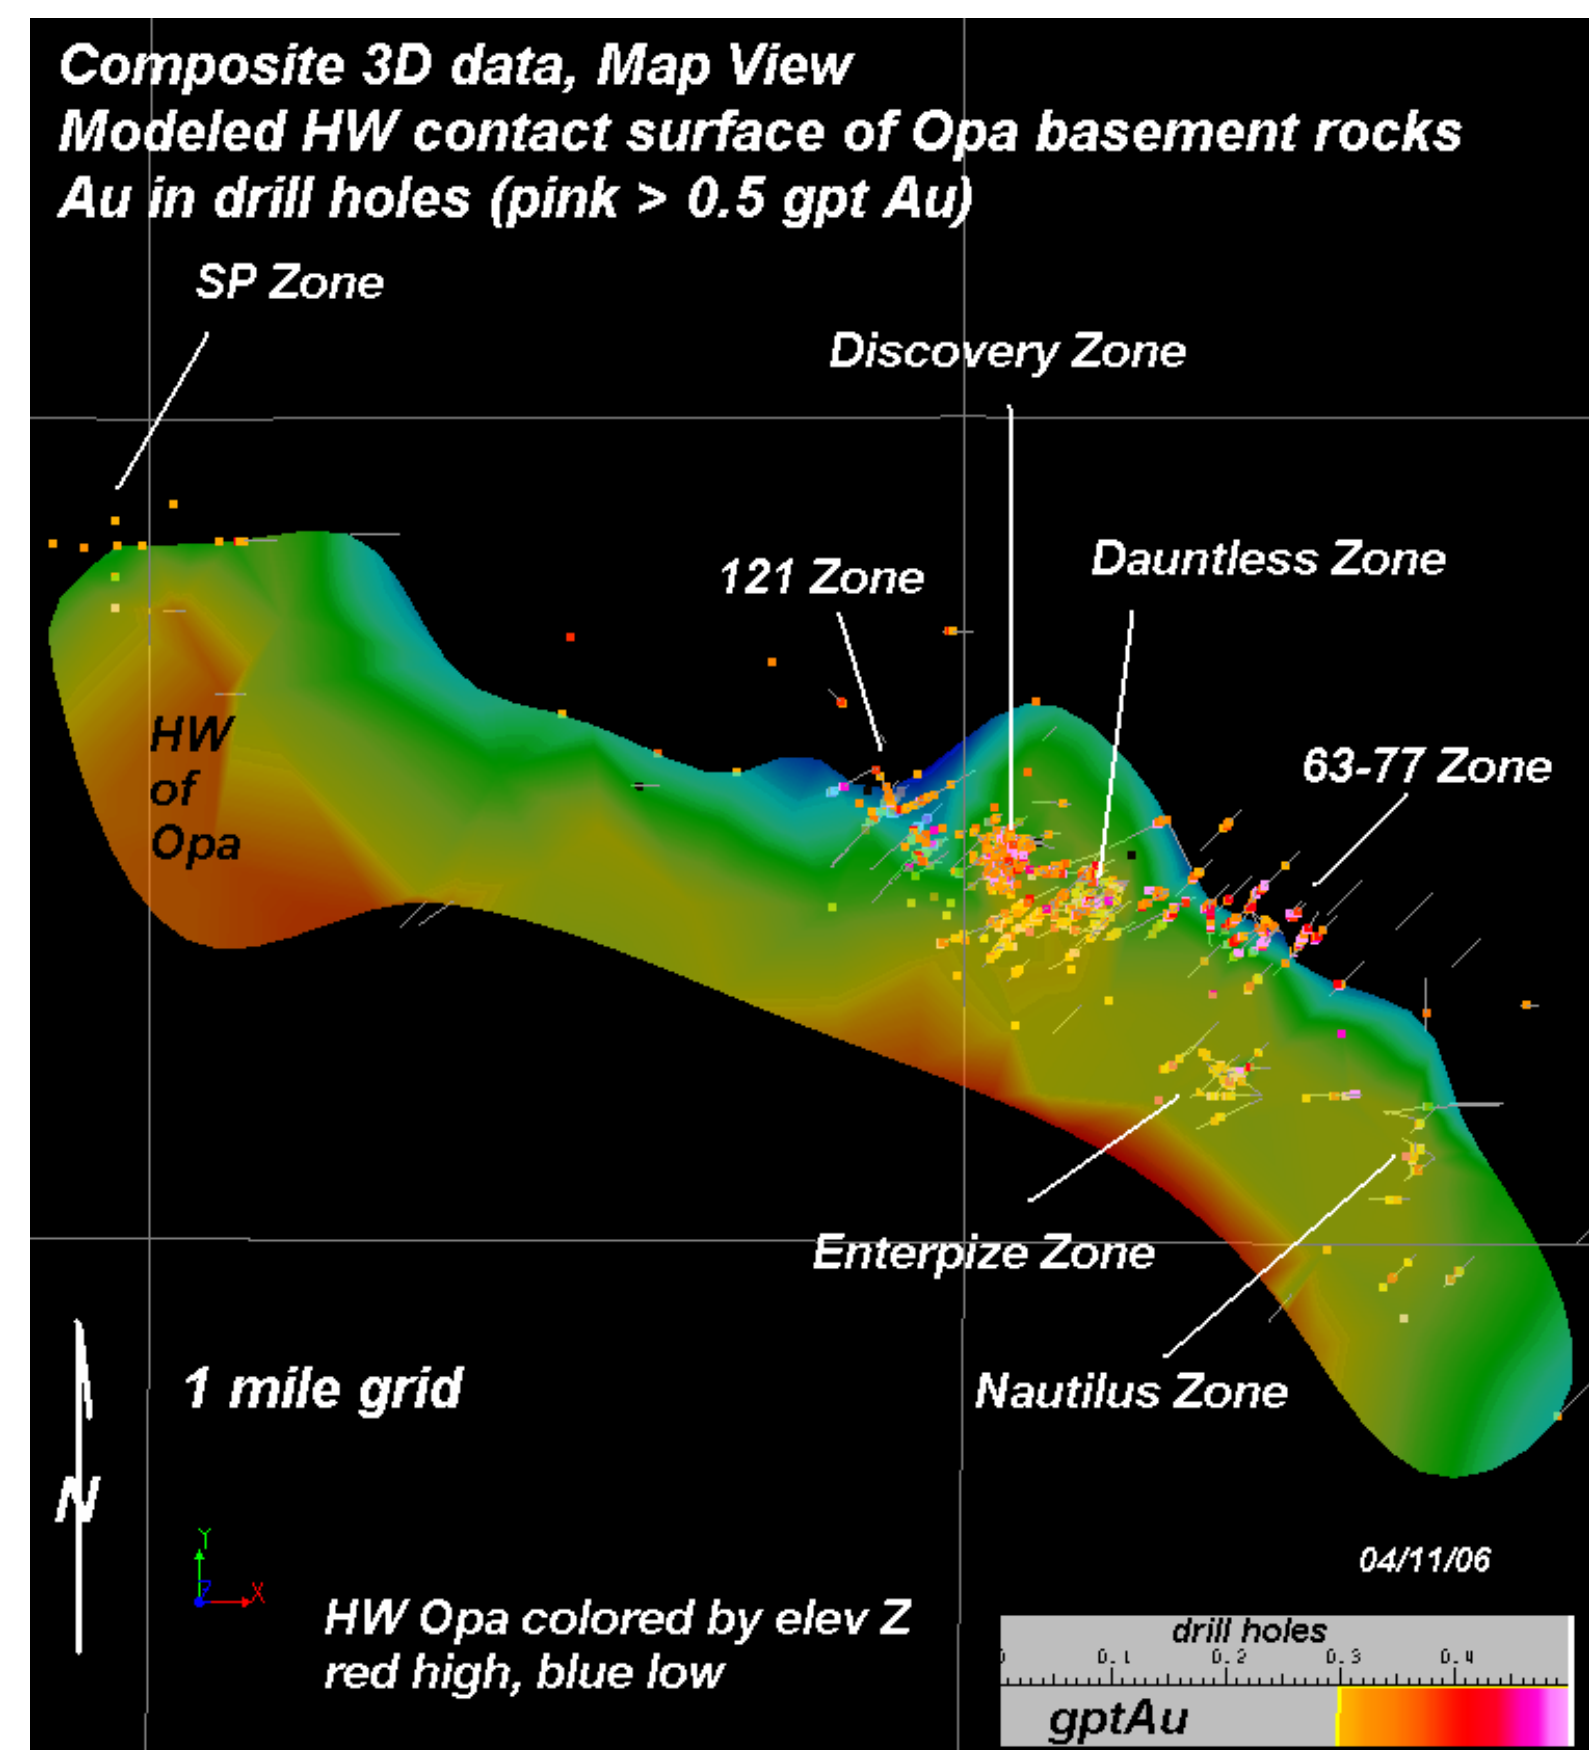 Composite 3D data, Map View
Modeled HW contact surface of Opa basement rocks
Au in drill holes (pink > 0.5 gpt Au)
SP Zone
Discovery Zone
Dauntless Zone
121 Zone
63-77 Zone
HW
of
Opa
Enterpize Zone
Nautilus Zone
1 mile grid
N
Y
Z X
04/11/06
HW Opa colored by elev Z
red high, blue low
drill holes
0.1 0.2 0.3 0.4
gptAu